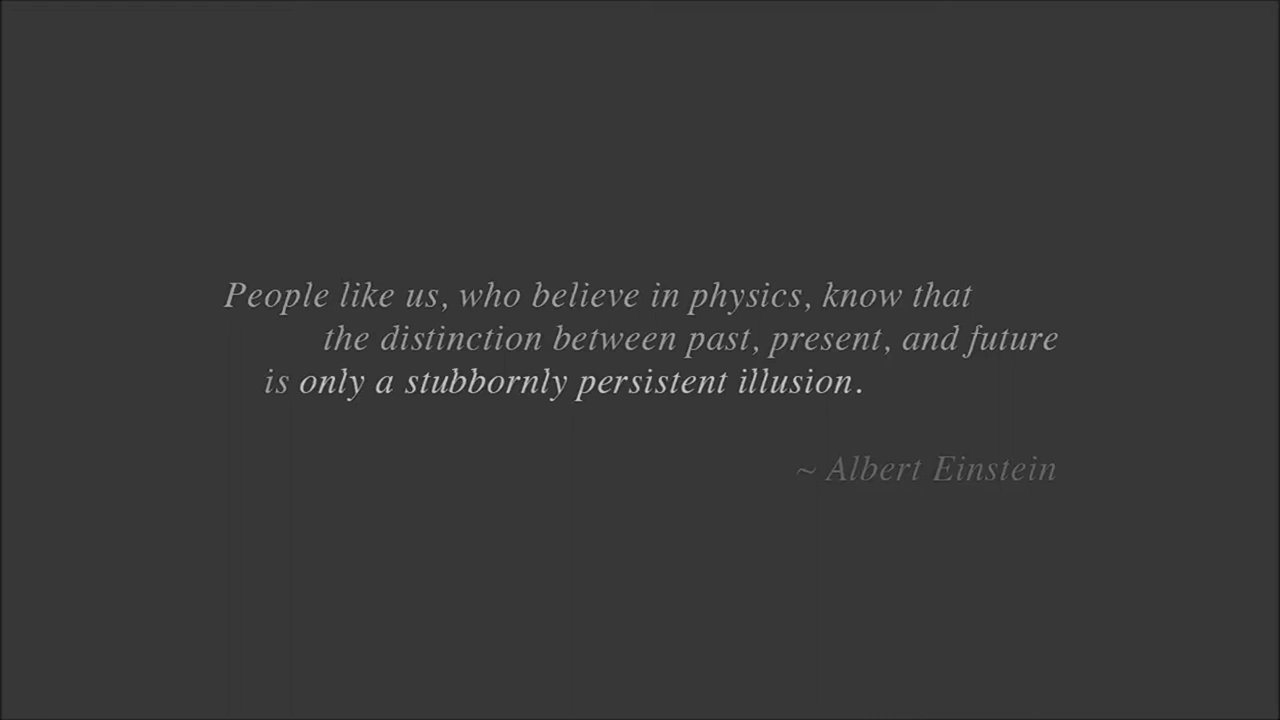 People like us, who believe in physics, know that
the distinction between past, present, and future
is only a stubbornly persistent illusion.
~ Albert Einstein